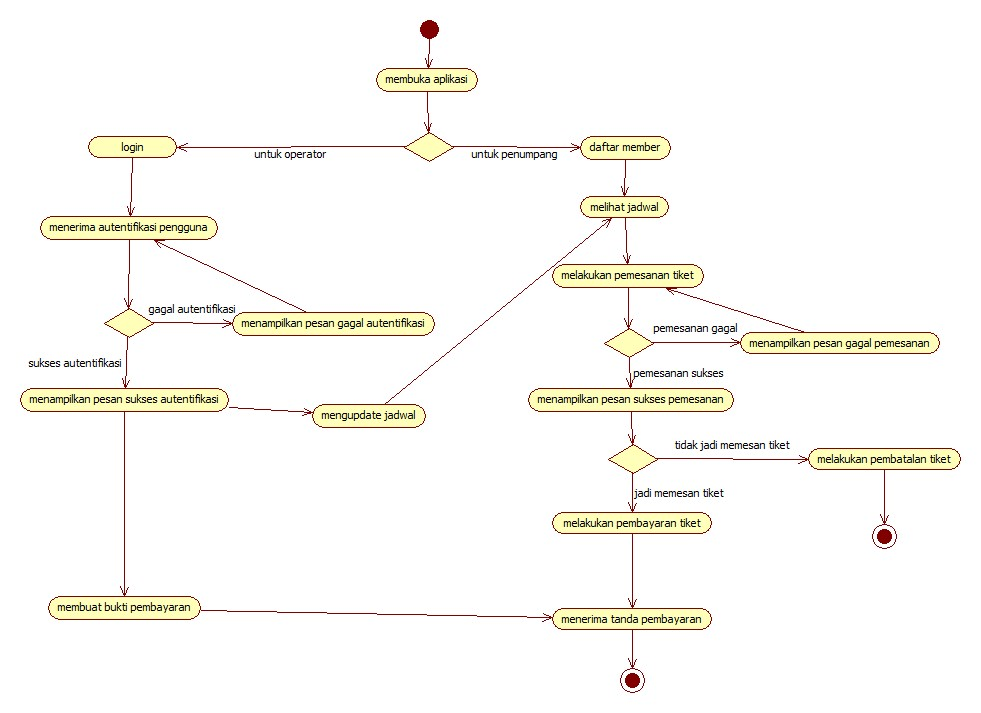 membuka aplikasi
login
untuk operator
untuk penumpang
daftar member
melihat jadwal
menerima autentifikasi pengguna
melakukan pemesanan tiket
gagal autentifikasi
menampilkan pesan gagal autentifikasi
pemesanan gagal
menampilkan pesan gagal pemesanan
sukses autentifikasi
pemesanan sukses
menampilkan pesan sukses autentifikasi
mengupdate jadwal
menampilkan pesan sukses pemesanan
tidak jadi memesan tiket
melakukan pembatalan tiket
jadi memesan tiket
melakukan pembayaran tiket
membuat bukti pembayaran
menerima tanda pembayaran